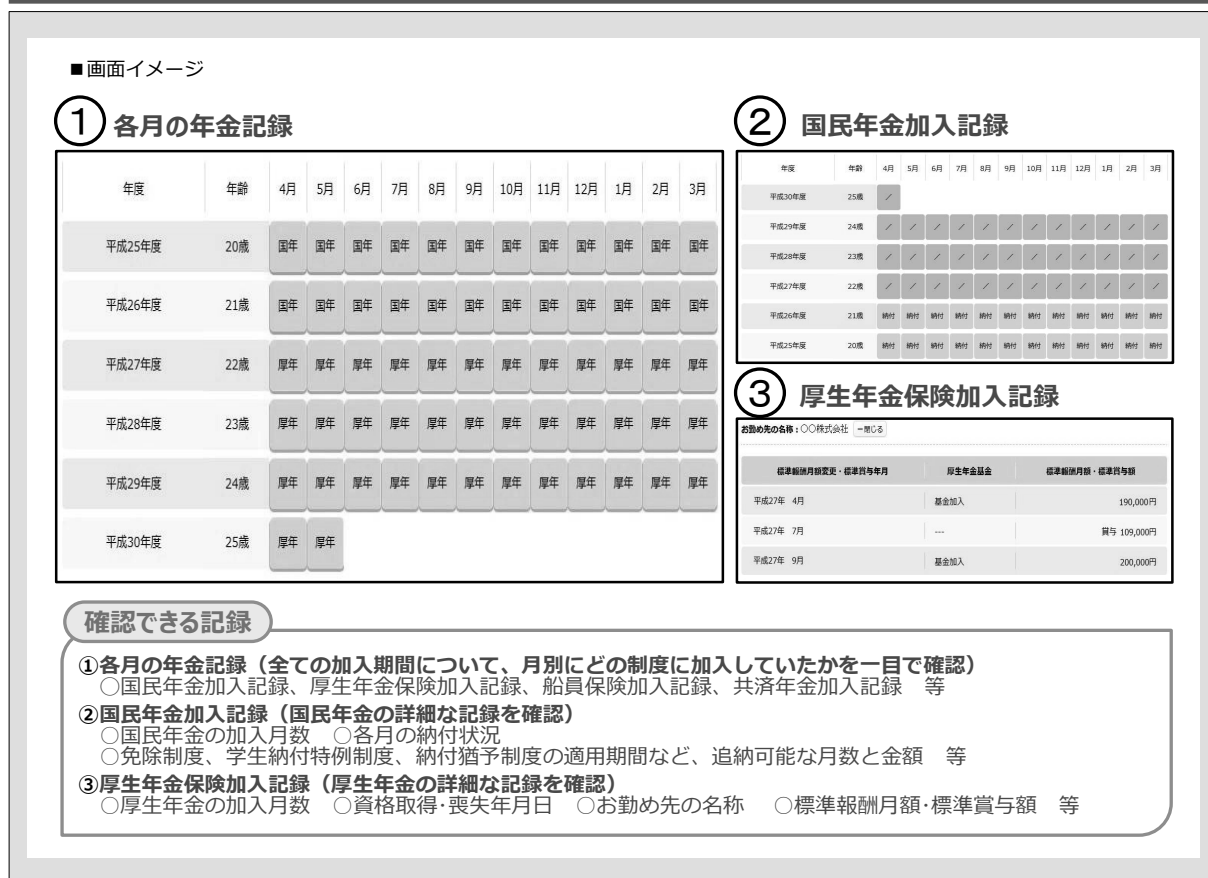 ■画面イメージ
① 各月の年金記録
年度 年齢 4月 5月 6月 7月 8月 9月 10月 11月 12月 1月 2月 3月
平成25年度 20歳 国年 国年 国年 国年 国年 国年 国年 国年 国年 国年 国年 国年
平成26年度 21歳 国年 国年 国年 国年 国年 国年 国年 国年 国年 国年 国年 国年
平成27年度 22歳 厚年 厚年 厚年 厚年 厚年 厚年 厚年 厚年 厚年 厚年 厚年 厚年
平成28年度 23歳 厚年 厚年 厚年 厚年 厚年 厚年 厚年 厚年 厚年 厚年 厚年 厚年
平成29年度 24歳 厚年 厚年 厚年 厚年 厚年 厚年 厚年 厚年 厚年 厚年 厚年 厚年
平成30年度 25歳 厚年 厚年
② 国民年金加入記録
年度 年齢 4月 5月 6月 7月 8月 9月 10月 11月 12月 1月 2月 3月
平成30年度 25歳 ／
平成29年度 24歳 ／ ／ ／ ／ ／ ／ ／ ／ ／ ／ ／ ／
平成28年度 23歳 ／ ／ ／ ／ ／ ／ ／ ／ ／ ／ ／ ／
平成27年度 22歳 ／ ／ ／ ／ ／ ／ ／ ／ ／ ／ ／ ／
平成26年度 21歳 納付 納付 納付 納付 納付 納付 納付 納付 納付 納付 納付 納付
平成25年度 20歳 納付 納付 納付 納付 納付 納付 納付 納付 納付 納付 納付 納付
③ 厚生年金保険加入記録
お勤め先の名称：○○株式会社 －閉じる
標準報酬月額変更・標準賞与年月 厚生年金基金 標準報酬月額・標準賞与額
平成27年 4月 基金加入 190,000円
平成27年 7月 --- 賞与 109,000円
平成27年 9月 基金加入 200,000円
確認できる記録
①各月の年金記録（全ての加入期間について、月別にどの制度に加入していたかを一目で確認）
○国民年金加入記録、厚生年金保険加入記録、船員保険加入記録、共済年金加入記録　等
②国民年金加入記録（国民年金の詳細な記録を確認）
○国民年金の加入月数　○各月の納付状況
○免除制度、学生納付特例制度、納付猶予制度の適用期間など、追納可能な月数と金額　等
③厚生年金保険加入記録（厚生年金の詳細な記録を確認）
○厚生年金の加入月数　○資格取得･喪失年月日　○お勤め先の名称　○標準報酬月額･標準賞与額　等